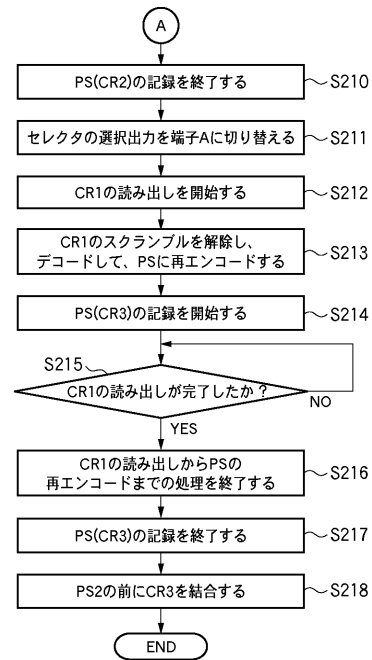 A
PS(CR2)の記録を終了する
S210
セレクタの選択出力を端子Aに切り替える
S211
CR1の読み出しを開始する
S212
CR1のスクランブルを解除し、
デコードして、PSに再エンコードする
S213
PS(CR3)の記録を開始する
S214
S215
CR1の読み出しが完了したか？
NO
YES
CR1の読み出しからPSの
再エンコードまでの処理を終了する
S216
PS(CR3)の記録を終了する
S217
PS2の前にCR3を結合する
S218
END